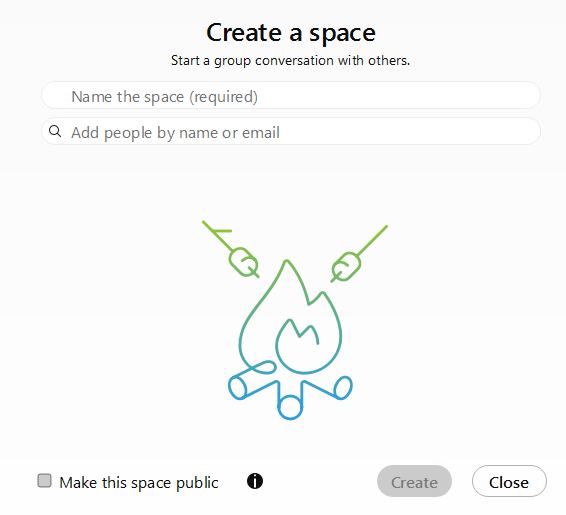 Create a space
Start a group conversation with others.
Name the space (required)
Add people by name or email
Make this space public
Create
Close